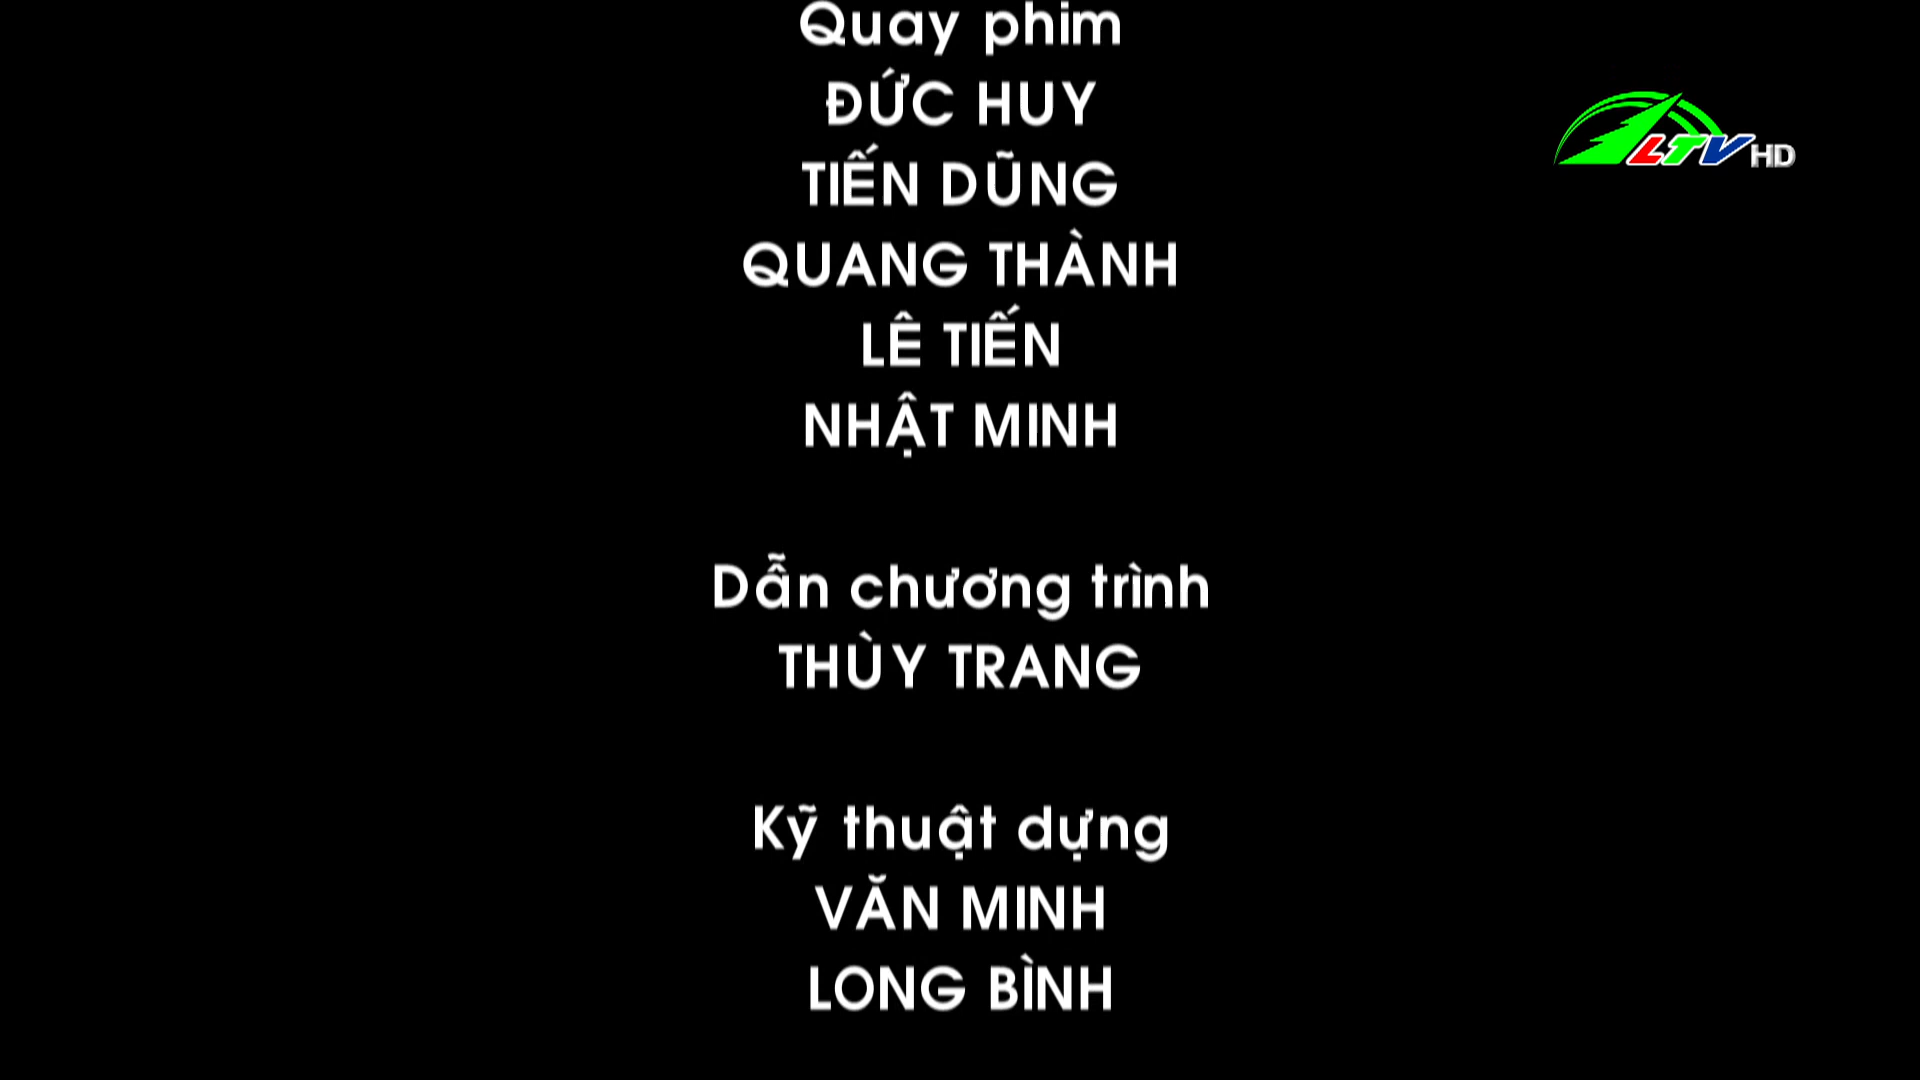 Quay phim
ĐỨC HUY
TIẾN DŨNG
QUANG THÀNH
LÊ TIẾN
NHẬT MINH
Dẫn chương trình
THÙY TRANG
Kỹ thuật dựng
VĂN MINH
LONG BÌNH
LTV HD